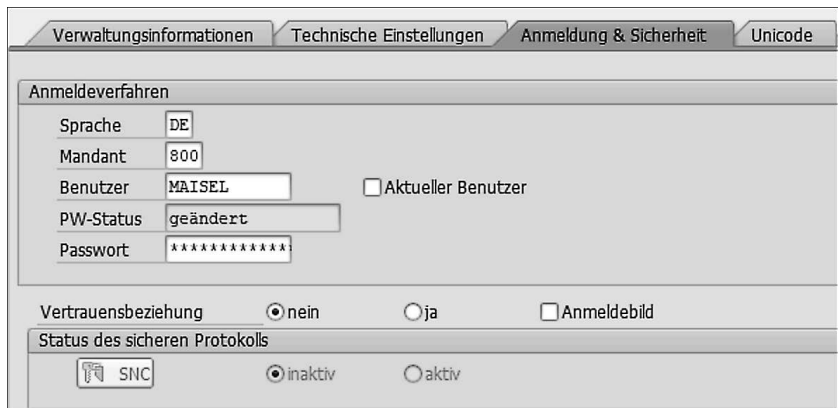 Verwaltungsinformationen Technische Einstellungen Anmeldung & Sicherheit Unicode
Anmeldeverfahren
Sprache DE
Mandant 800
Benutzer MAISEL Aktueller Benutzer
PW-Status geändert
Passwort ************
Vertrauensbeziehung nein ja Anmeldebild
Status des sicheren Protokolls
SNC inaktiv aktiv